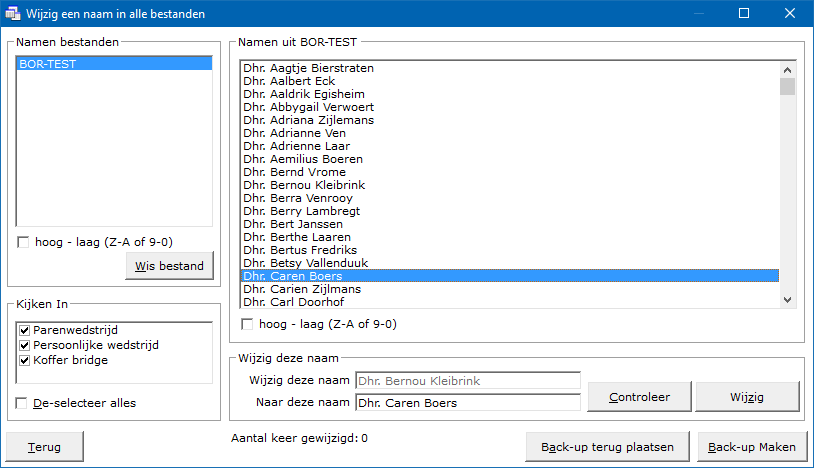 Wijzig een naam in alle bestanden
Namen bestanden
BOR-TEST
hoog - laag (Z-A of 9-0)
Wis bestand
Kijken In
Parenwedstrijd
Persoonlijke wedstrijd
Koffer bridge
De-selecteer alles
Terug
Namen uit BOR-TEST
Dhr. Aagtje Bierstraten
Dhr. Aalbert Eck
Dhr. Aaldrik Egisheim
Dhr. Abbygail Verwoert
Dhr. Adriana Zijlemans
Dhr. Adrianne Ven
Dhr. Adrienne Laar
Dhr. Aemilius Boeren
Dhr. Bernd Vrome
Dhr. Bernou Kleibrink
Dhr. Berra Venrooy
Dhr. Berry Lambregt
Dhr. Bert Janssen
Dhr. Berthe Laaren
Dhr. Bertus Fredriks
Dhr. Betsy Vallenduuk
Dhr. Caren Boers
Dhr. Carien Zijlmans
Dhr. Carl Doorhof
hoog - laag (Z-A of 9-0)
Wijzig deze naam
Wijzig deze naam Dhr. Bernou Kleibrink
Naar deze naam Dhr. Caren Boers
Controleer
Wijzig
Aantal keer gewijzigd: 0
Back-up terug plaatsen
Back-up Maken